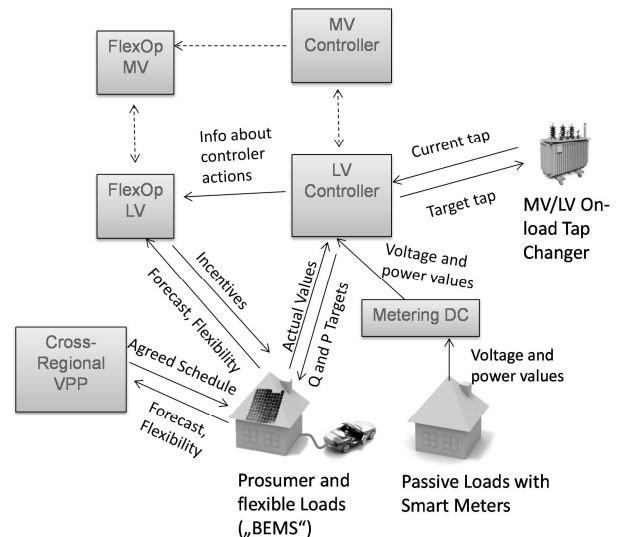 FlexOp
MV
MV
Controller
Info about
controler
actions
Current tap
Target tap
FlexOp
LV
LV
Controller
MV/LV On-
load Tap
Changer
Incentives
Forecast, Flexibility
Actual Values
Q and P Targets
Voltage and
power values
Metering DC
Cross-
Regional
VPP
Agreed Schedule
Forecast,
Flexibility
Voltage and
power values
Prosumer and
flexible Loads
(„BEMS“)
Passive Loads with
Smart Meters